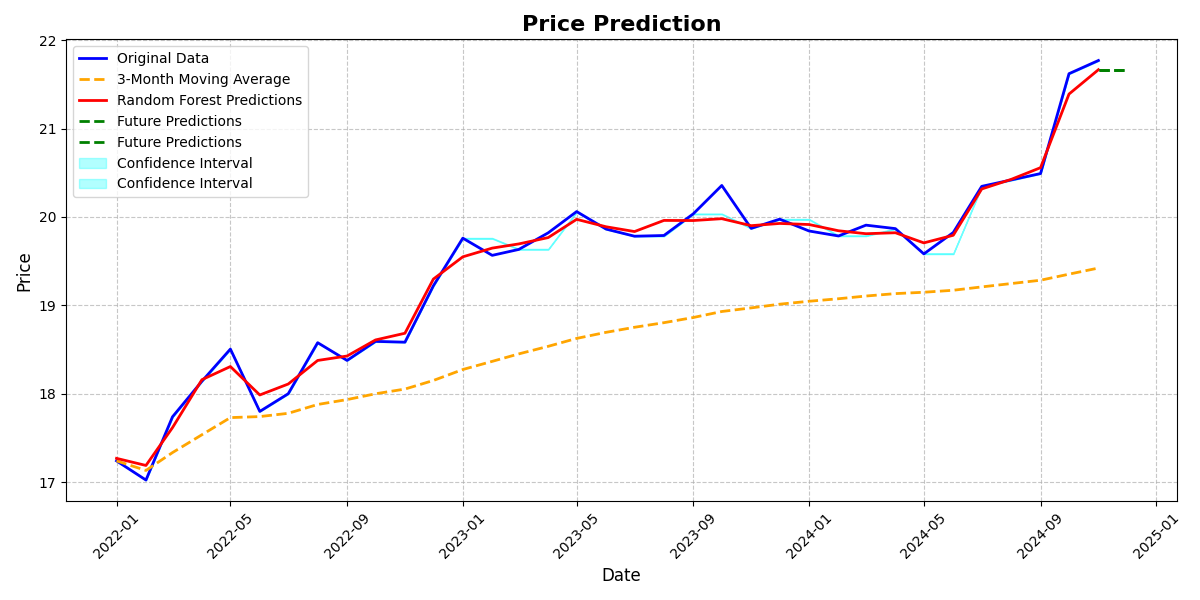 Price Prediction
Original Data
3-Month Moving Average
Random Forest Predictions
Future Predictions
Future Predictions
Confidence Interval
Confidence Interval
22
21
20
19
18
17
Price
2022-01
2022-05
2022-09
2023-01
2023-05
2023-09
2024-01
2024-05
2024-09
2025-01
Date